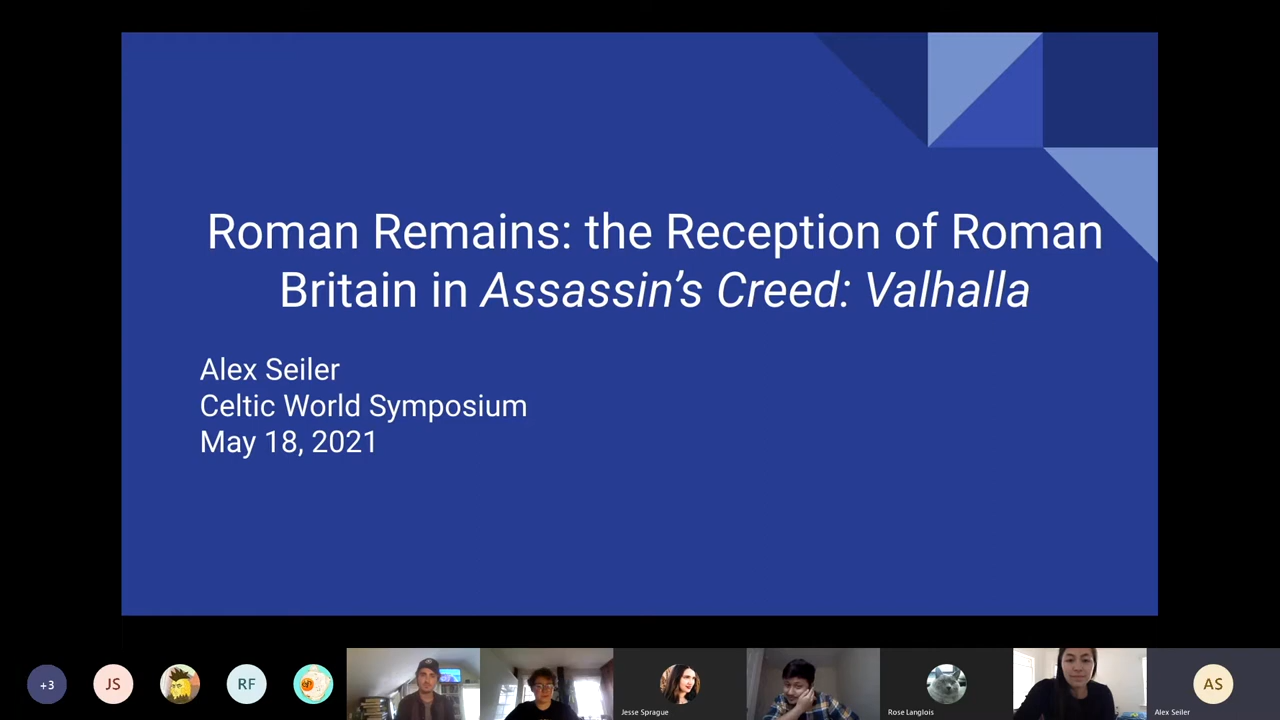 Roman Remains: the Reception of Roman
Britain in Assassin's Creed: Valhalla
Alex Seiler
Celtic World Symposium
May 18, 2021
+3
JS
RF
Jesse Sprague
Rose Langlois
AS
Alex Seiler